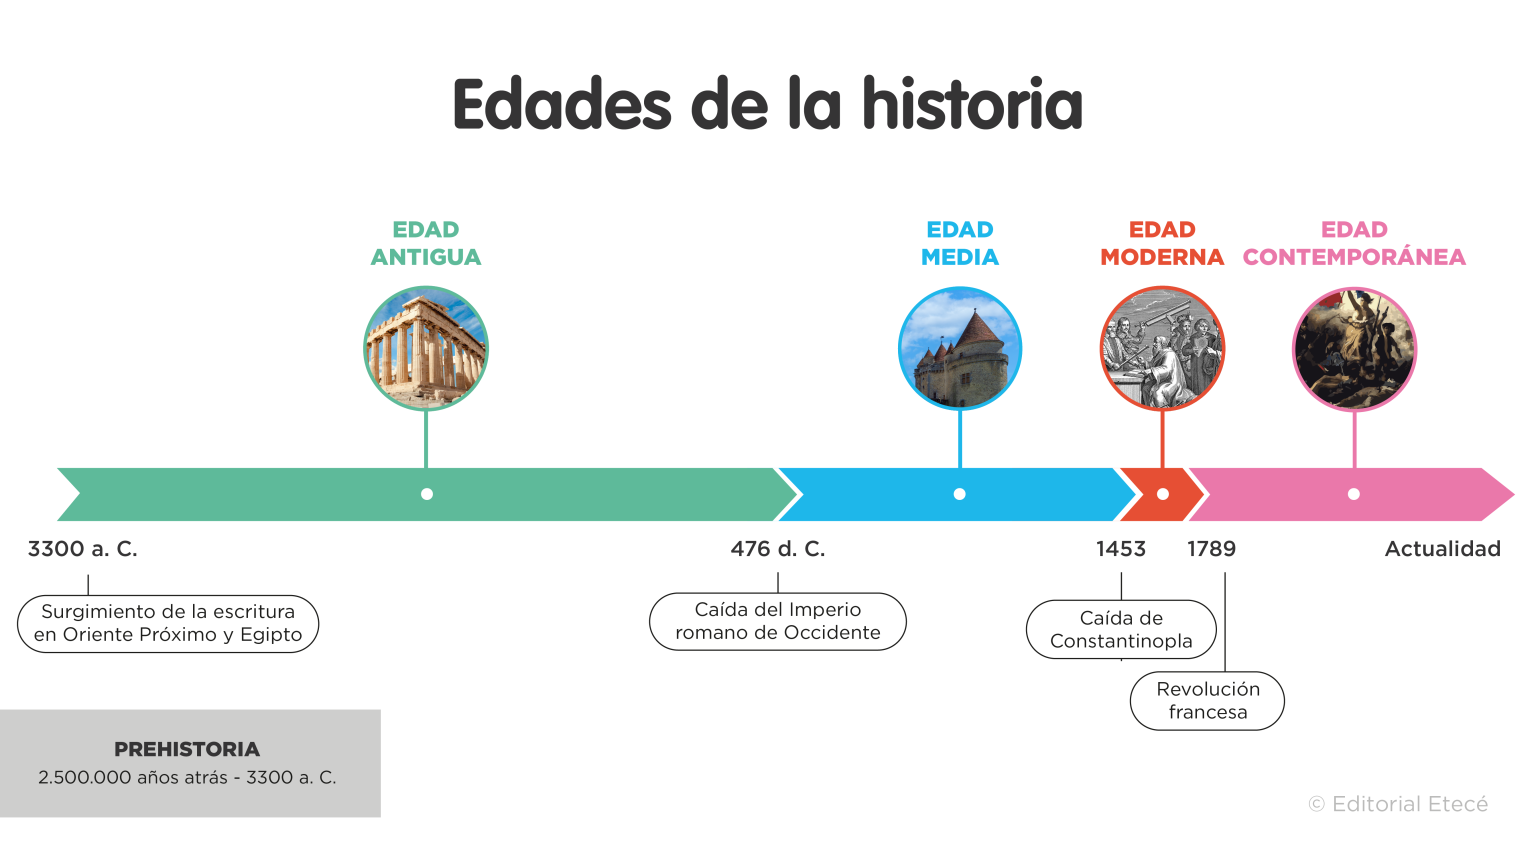 Edades de la historia
EDAD
ANTIGUA
EDAD
MEDIA
EDAD
MODERNA
EDAD
CONTEMPORÁNEA
3300 a. C.
476 d. C.
1453
1789
Actualidad
Surgimiento de la escritura
en Oriente Próximo y Egipto
Caída del Imperio
romano de Occidente
Caída de
Constantinopla
Revolución
francesa
PREHISTORIA
2.500.000 años atrás - 3300 a. C.
© Editorial Etecé